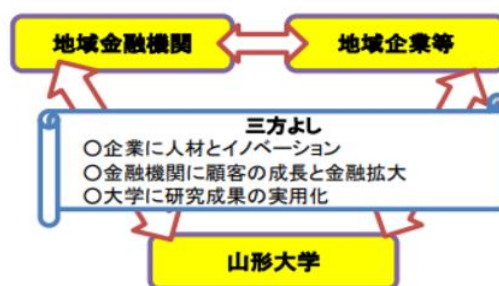 地域金融機関
地域企業等
三方よし
○企業に人材とイノベーション
○金融機関に顧客の成長と金融拡大
○大学に研究成果の実用化
山形大学